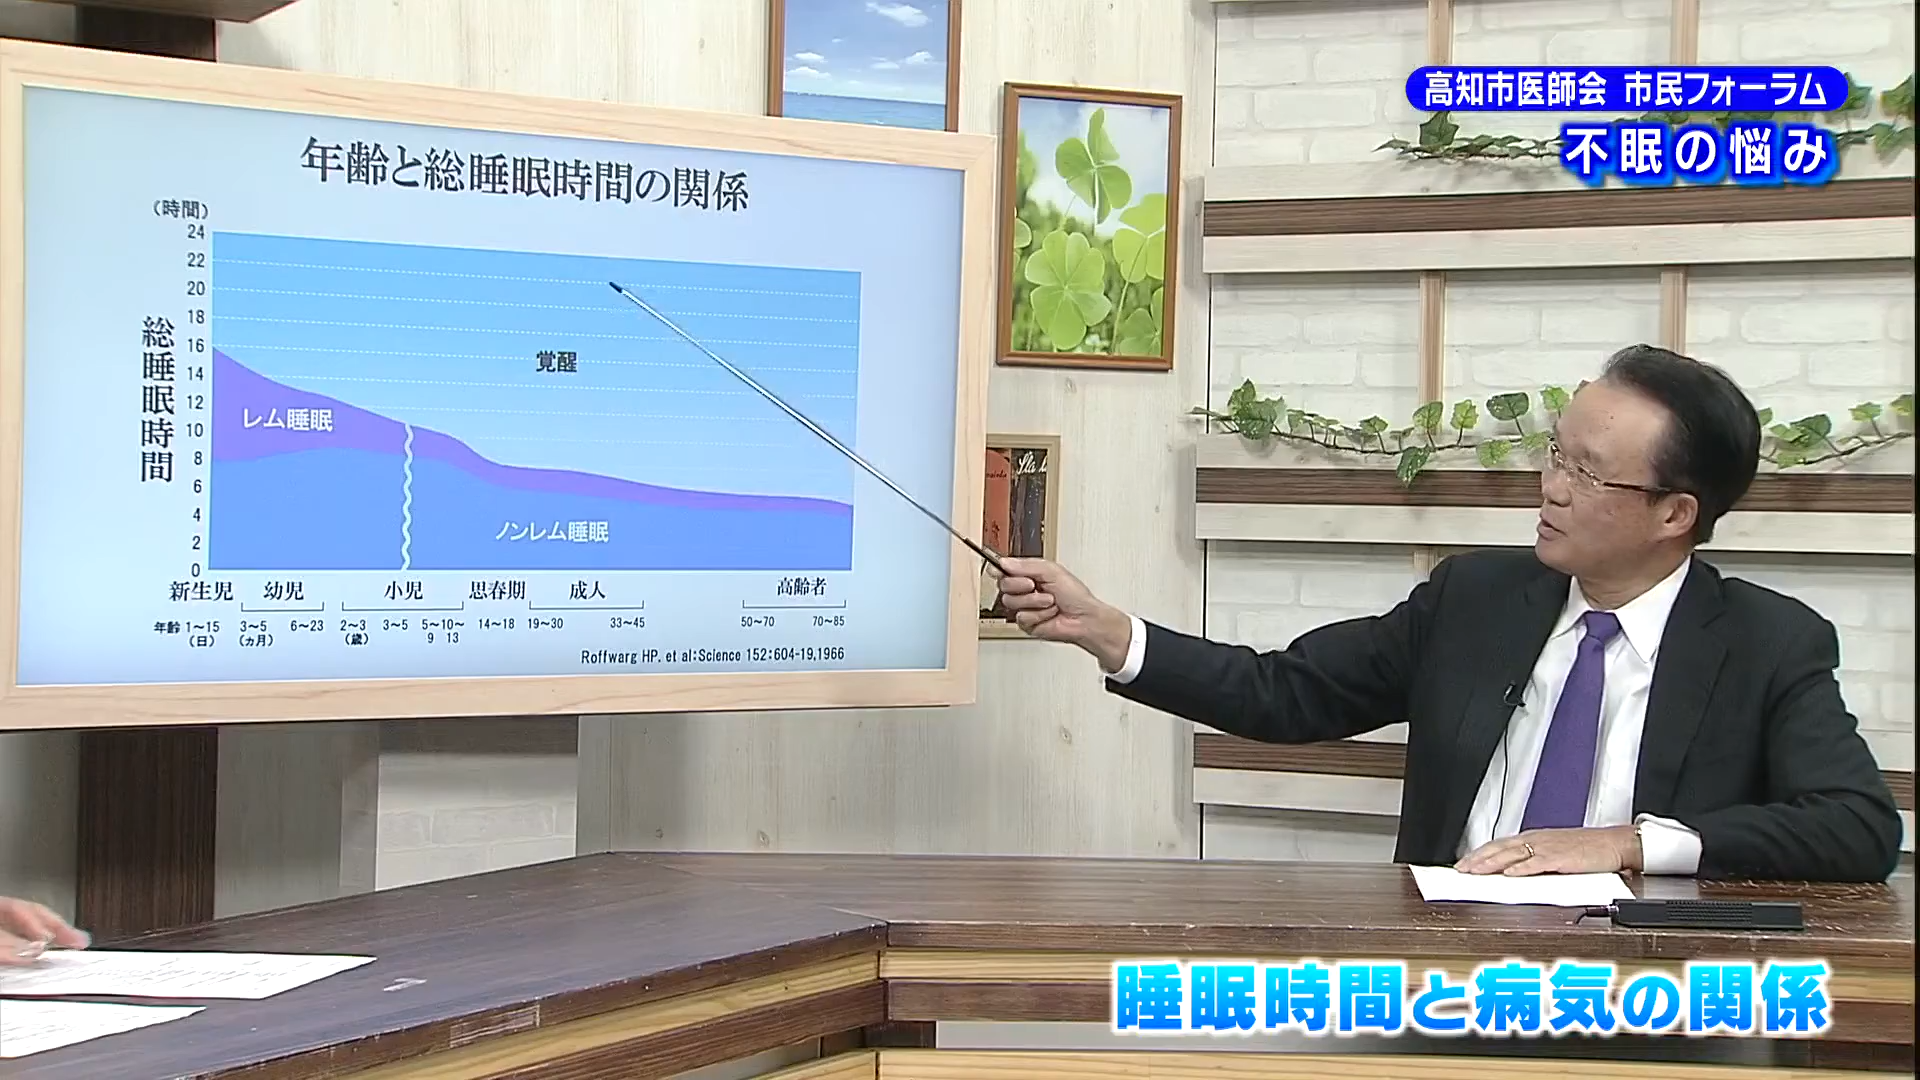 高知市医師会 市民フォーラム
不眠の悩み
年齢と総睡眠時間の関係
(時間)
24
22
20
18
16
14
12
10
8
6
4
2
0
総睡眠時間
覚醒
レム睡眠
ノンレム睡眠
新生児 幼児 小児 思春期 成人 高齢者
年齢 1〜15 3〜5 6〜23 2〜3 3〜5 5〜 10〜 14〜18 19〜30 33〜45 50〜70 70〜85
(日) (カ月) (歳) 9 13
Roffwarg HP. et al:Science 152:604-19,1966
睡眠時間と病気の関係